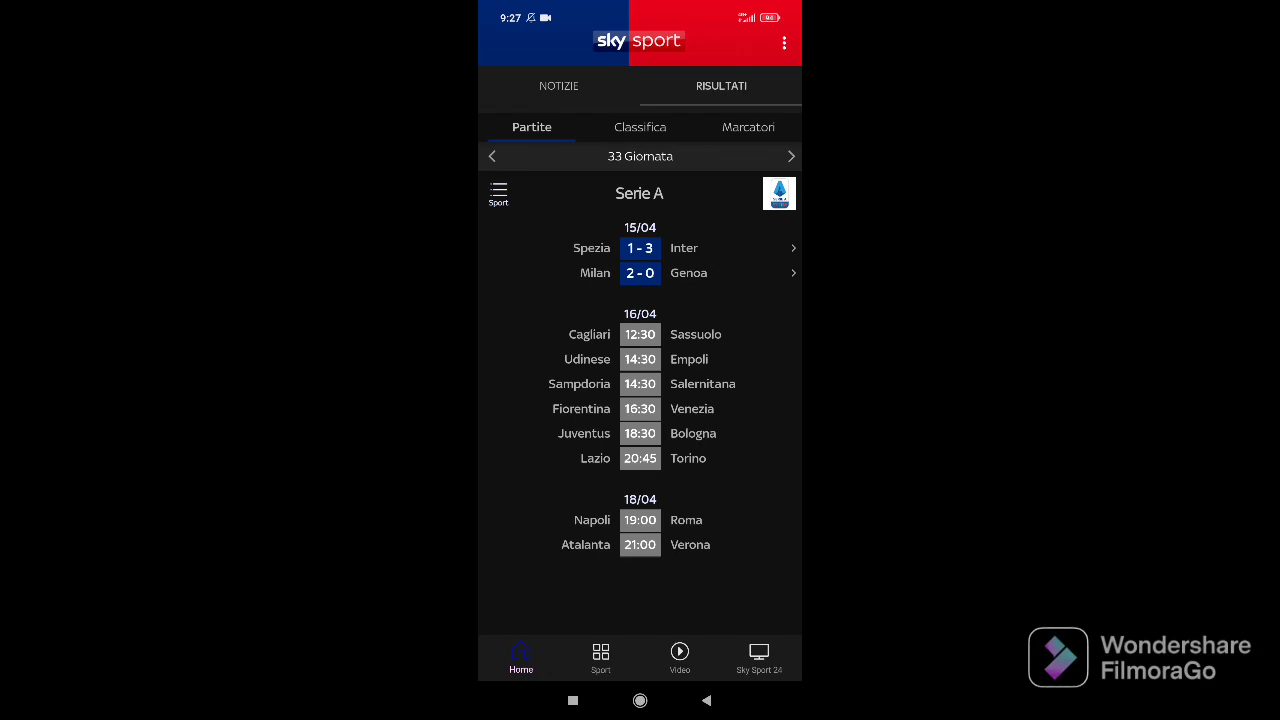 9:27
94
sky sport
NOTIZIE RISULTATI
Partite Classifica Marcatori
33 Giornata
Sport
Serie A
15/04
Spezia 1 - 3 Inter
Milan 2 - 0 Genoa
16/04
Cagliari 12:30 Sassuolo
Udinese 14:30 Empoli
Sampdoria 14:30 Salernitana
Fiorentina 16:30 Venezia
Juventus 18:30 Bologna
Lazio 20:45 Torino
18/04
Napoli 19:00 Roma
Atalanta 21:00 Verona
Home Sport Video Sky Sport 24
Wondershare
FilmoraGo